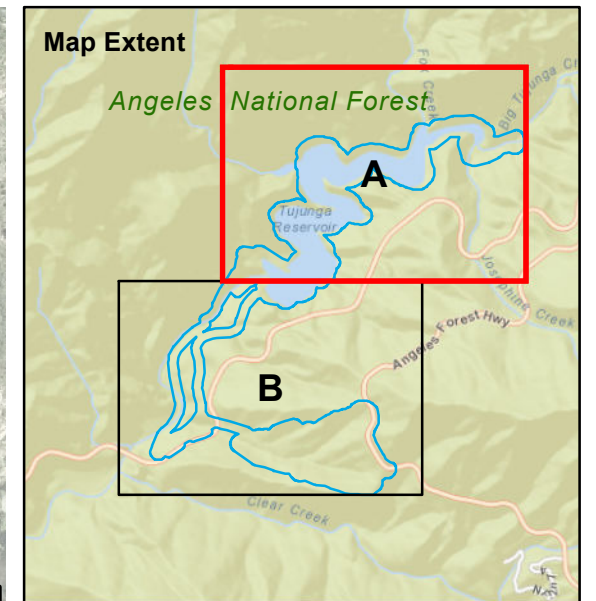 Map Extent
Fox Creek
Big Tujunga Cr
Angeles National Forest
A
Tujunga
Reservoir
Josephine Creek
Angeles Forest Hwy
B
Clear Creek